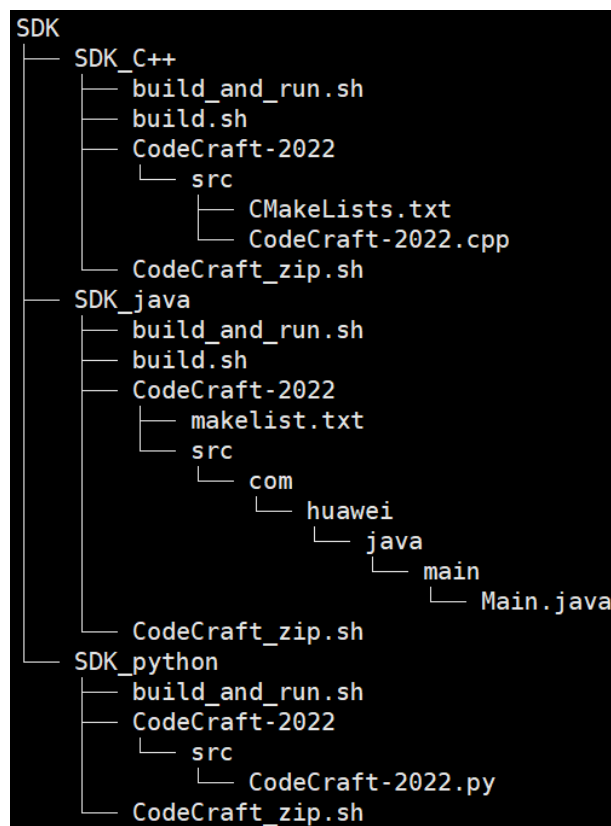 SDK
SDK_C++
build_and_run.sh
build.sh
CodeCraft-2022
src
CMakeLists.txt
CodeCraft-2022.cpp
CodeCraft_zip.sh
SDK_java
build_and_run.sh
build.sh
CodeCraft-2022
makelist.txt
src
com
huawei
java
main
Main.java
CodeCraft_zip.sh
SDK_python
build_and_run.sh
CodeCraft-2022
src
CodeCraft-2022.py
CodeCraft_zip.sh